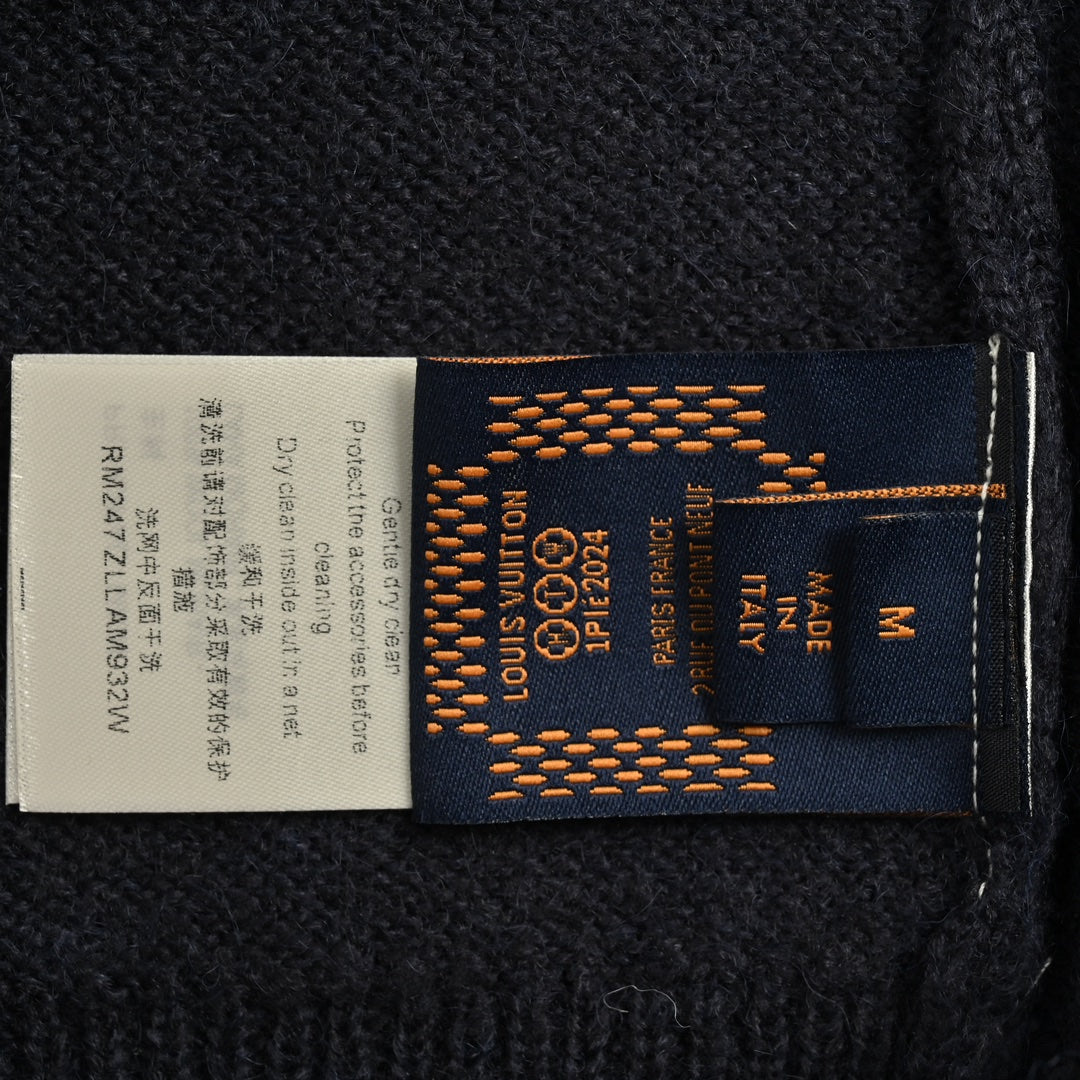 Gentle dry clean
Protect the accessories before
cleaning
Dry clean inside out in a net
缓和干洗
清洗前请对配饰部分采取有效的保护
措施
洗网中反面干洗
RM247 ZLL AM932W
LOUIS VUITTON
1PIE2024
PARIS FRANCE
2 RUE DU PONT NEUF
MADE
IN
ITALY
M